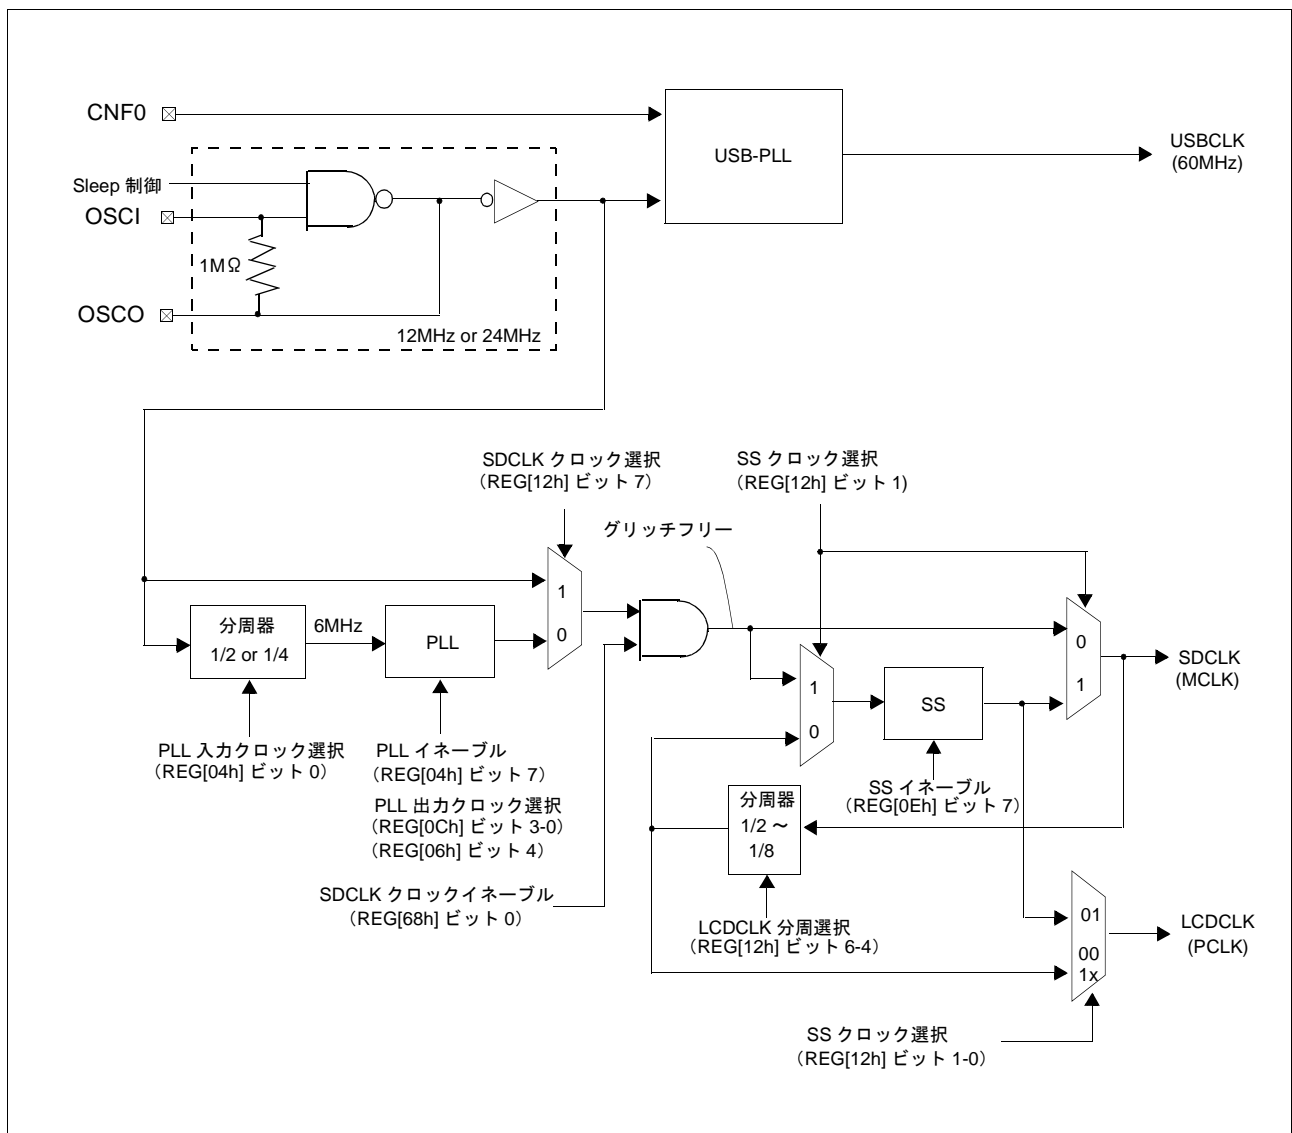 CNF0
USB-PLL
USBCLK
(60MHz)
Sleep 制御
OSCI
1MΩ
OSCO
12MHz or 24MHz
SDCLK クロック選択
（REG[12h] ビット 7）
SS クロック選択
（REG[12h] ビット 1)
グリッチフリー
1
0
分周器
1/2 or 1/4
6MHz
PLL
0
1
SDCLK
(MCLK)
1
0
SS
PLL 入力クロック選択
（REG[04h] ビット 0）
PLL イネーブル
（REG[04h] ビット 7）
PLL 出力クロック選択
（REG[0Ch] ビット 3-0）
（REG[06h] ビット 4）
SS イネーブル
（REG[0Eh] ビット 7）
分周器
1/2 ～
1/8
SDCLK クロックイネーブル
（REG[68h] ビット 0）
LCDCLK 分周選択
（REG[12h] ビット 6-4）
01
00
1x
LCDCLK
(PCLK)
SS クロック選択
（REG[12h] ビット 1-0）